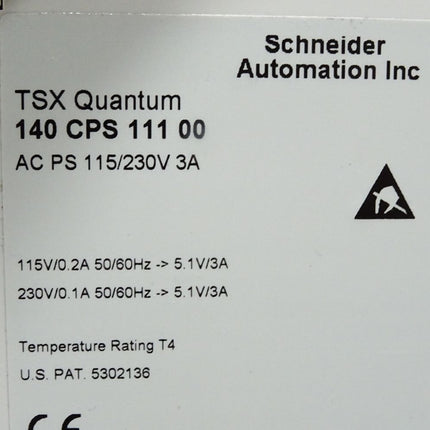 Schneider
Automation Inc
TSX Quantum
140 CPS 111 00
AC PS 115/230V 3A
115V/0.2A 50/60Hz -> 5.1V/3A
230V/0.1A 50/60Hz -> 5.1V/3A
Temperature Rating T4
U.S. PAT. 5302136
CE